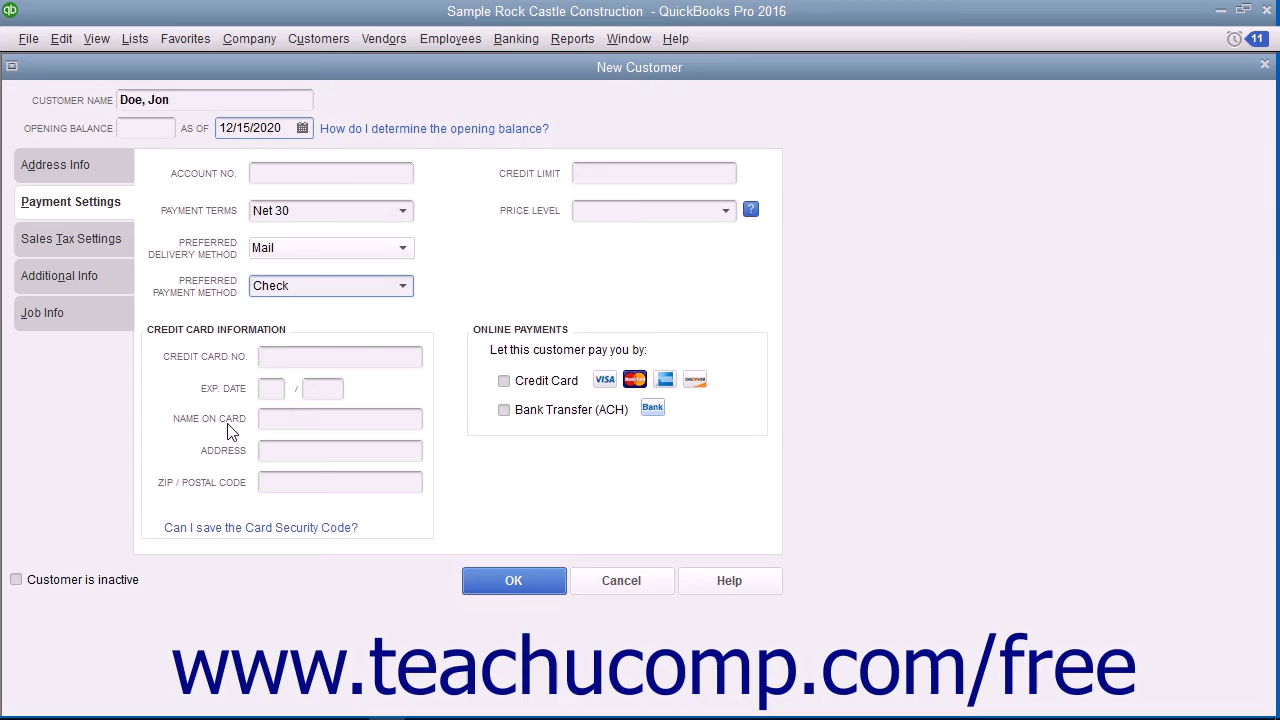 qb
Sample Rock Castle Construction - QuickBooks Pro 2016
File Edit View Lists Favorites Company Customers Vendors Employees Banking Reports Window Help
11
New Customer
CUSTOMER NAME Doe, Jon
OPENING BALANCE AS OF 12/15/2020 How do I determine the opening balance?
Address Info
Payment Settings
Sales Tax Settings
Additional Info
Job Info
ACCOUNT NO.
PAYMENT TERMS Net 30
PREFERRED
DELIVERY METHOD Mail
PREFERRED
PAYMENT METHOD Check
CREDIT LIMIT
PRICE LEVEL ?
CREDIT CARD INFORMATION
CREDIT CARD NO.
EXP. DATE /
NAME ON CARD
ADDRESS
ZIP / POSTAL CODE
Can I save the Card Security Code?
ONLINE PAYMENTS
Let this customer pay you by:
Credit Card VISA MasterCard DISCOVER
Bank Transfer (ACH) Bank
Customer is inactive
OK Cancel Help
www.teachucomp.com/free